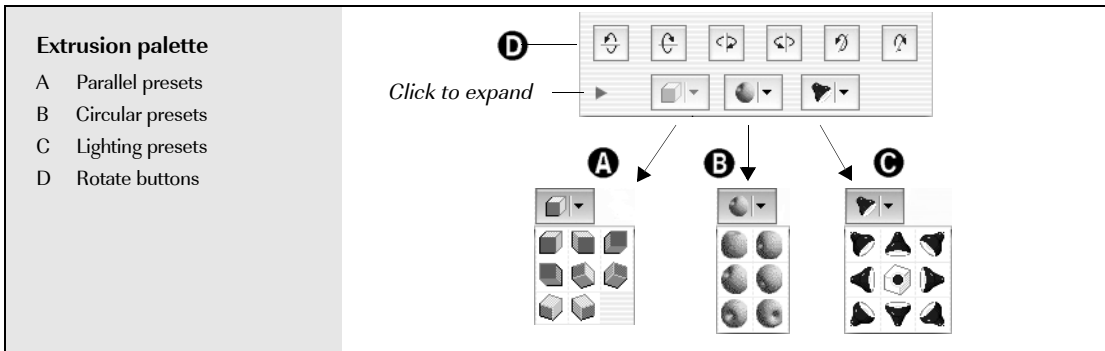 Extrusion palette
A Parallel presets
B Circular presets
C Lighting presets
D Rotate buttons
D
Click to expand
A
B
C